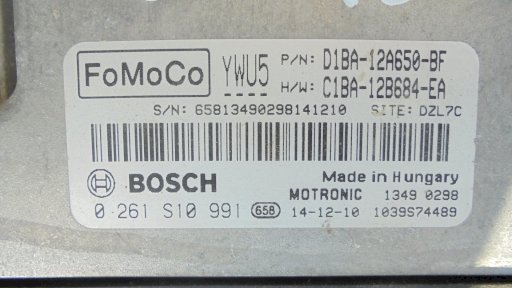 FoMoCo YWU5 P/N: D1BA-12A650-BF
H/W: C1BA-12B684-EA
S/N: 65813490298141210 SITE: DZL7C
BOSCH Made in Hungary
MOTRONIC 1349 0298
0 261 S10 991 658 14-12-10 1039S74489